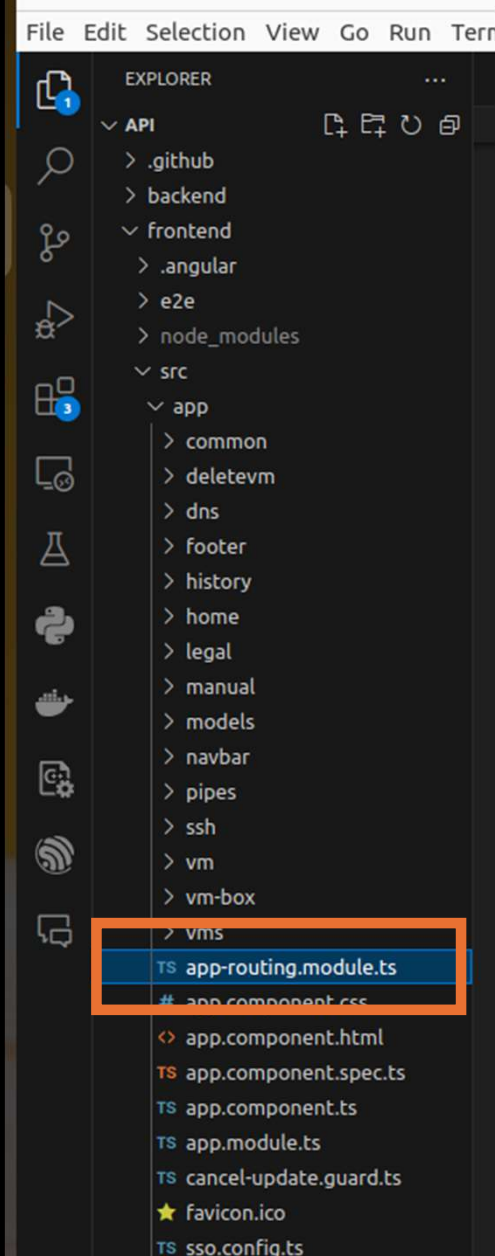 File Edit Selection View Go Run Term
EXPLORER
1
API
.github
backend
frontend
.angular
e2e
node_modules
src
3
app
common
deletevm
dns
footer
history
home
legal
manual
models
navbar
pipes
ssh
vm
vm-box
vms
TS app-routing.module.ts
# app.component.css
<> app.component.html
TS app.component.spec.ts
TS app.component.ts
TS app.module.ts
TS cancel-update.guard.ts
favicon.ico
TS sso.config.ts